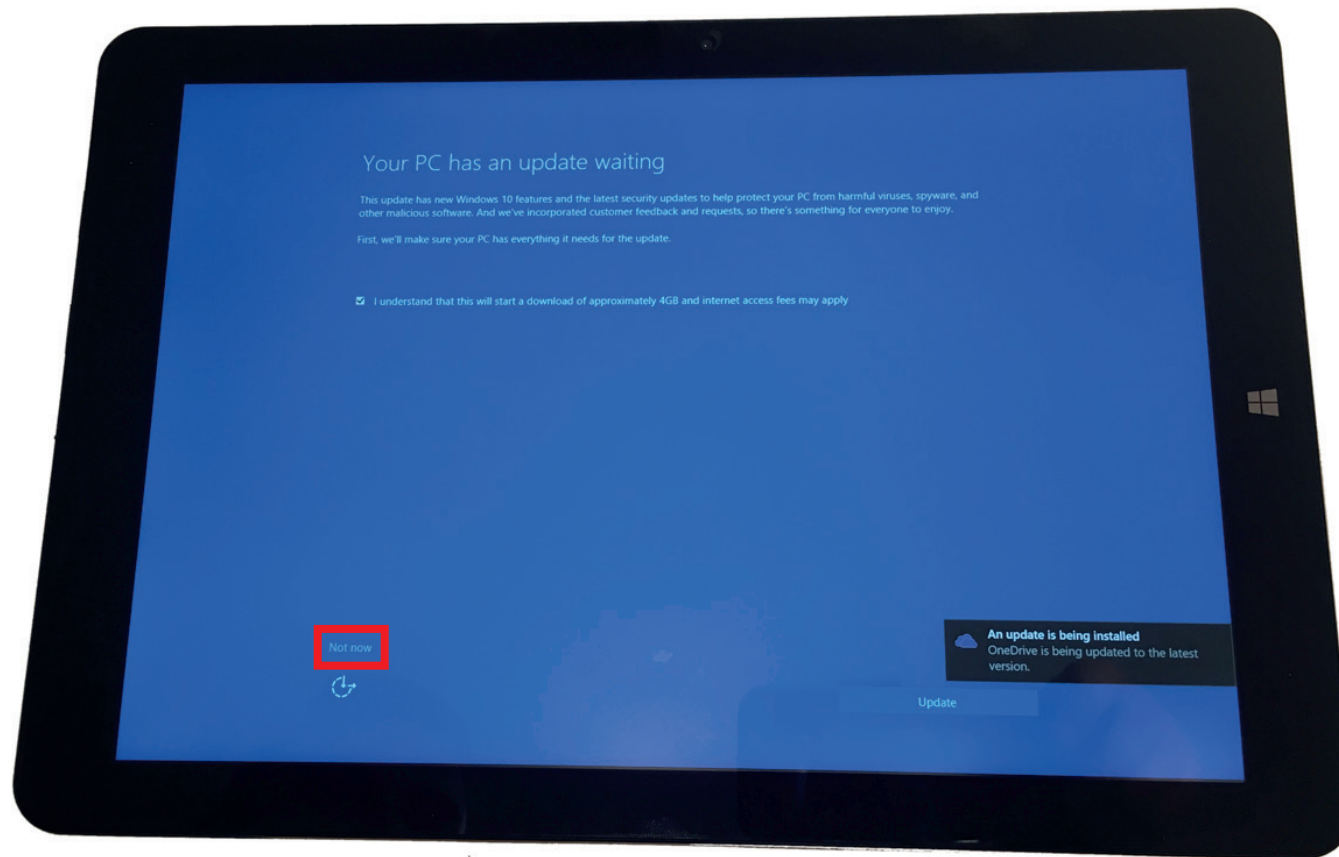 Your PC has an update waiting
This update has new Windows 10 features and the latest security updates to help protect your PC from harmful viruses, spyware, and
other malicious software. And we've incorporated customer feedback and requests, so there's something for everyone to enjoy.
First, we'll make sure your PC has everything it needs for the update.
I understand that this will start a download of approximately 4GB and internet access fees may apply
Not now
An update is being installed
OneDrive is being updated to the latest
version.
Update